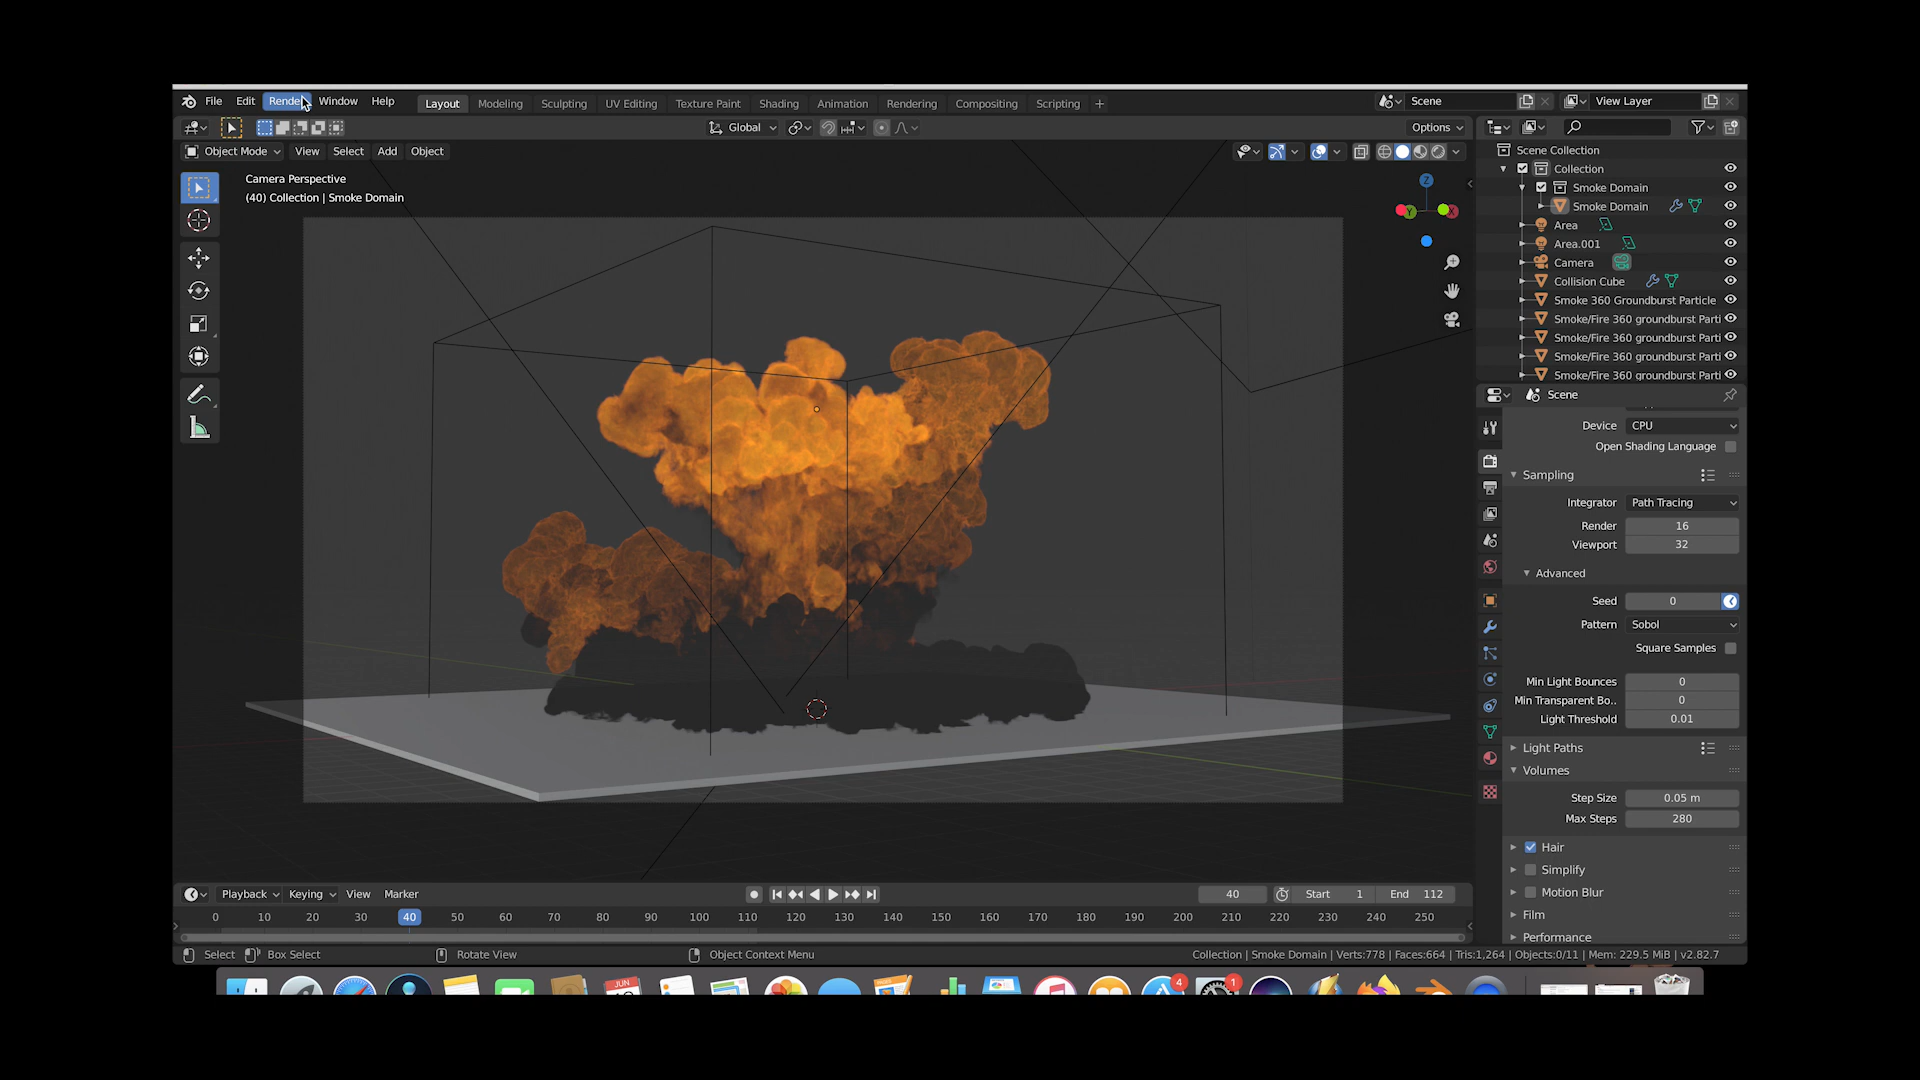 File Edit Render Window Help Layout Modeling Sculpting UV Editing Texture Paint Shading Animation Rendering Compositing Scripting + Scene View Layer
Global Options
Object Mode View Select Add Object
Camera Perspective
(40) Collection | Smoke Domain
Z
Y X
Scene Collection
Collection
Smoke Domain
Smoke Domain
Area
Area.001
Camera
Collision Cube
Smoke 360 Groundburst Particle
Smoke/Fire 360 groundburst Parti
Smoke/Fire 360 groundburst Parti
Smoke/Fire 360 groundburst Parti
Smoke/Fire 360 groundburst Parti
Scene
Device CPU
Open Shading Language
Sampling
Integrator Path Tracing
Render 16
Viewport 32
Advanced
Seed 0
Pattern Sobol
Square Samples
Min Light Bounces 0
Min Transparent Bo.. 0
Light Threshold 0.01
Light Paths
Volumes
Step Size 0.05 m
Max Steps 280
Hair
Simplify
Motion Blur
Film
Performance
Playback Keying View Marker 40 Start 1 End 112
0 10 20 30 40 50 60 70 80 90 100 110 120 130 140 150 160 170 180 190 200 210 220 230 240 250
Select Box Select Rotate View Object Context Menu Collection | Smoke Domain | Verts:778 | Faces:664 | Tris:1,264 | Objects:0/11 | Mem: 229.5 MiB | v2.82.7
JUN 4 1